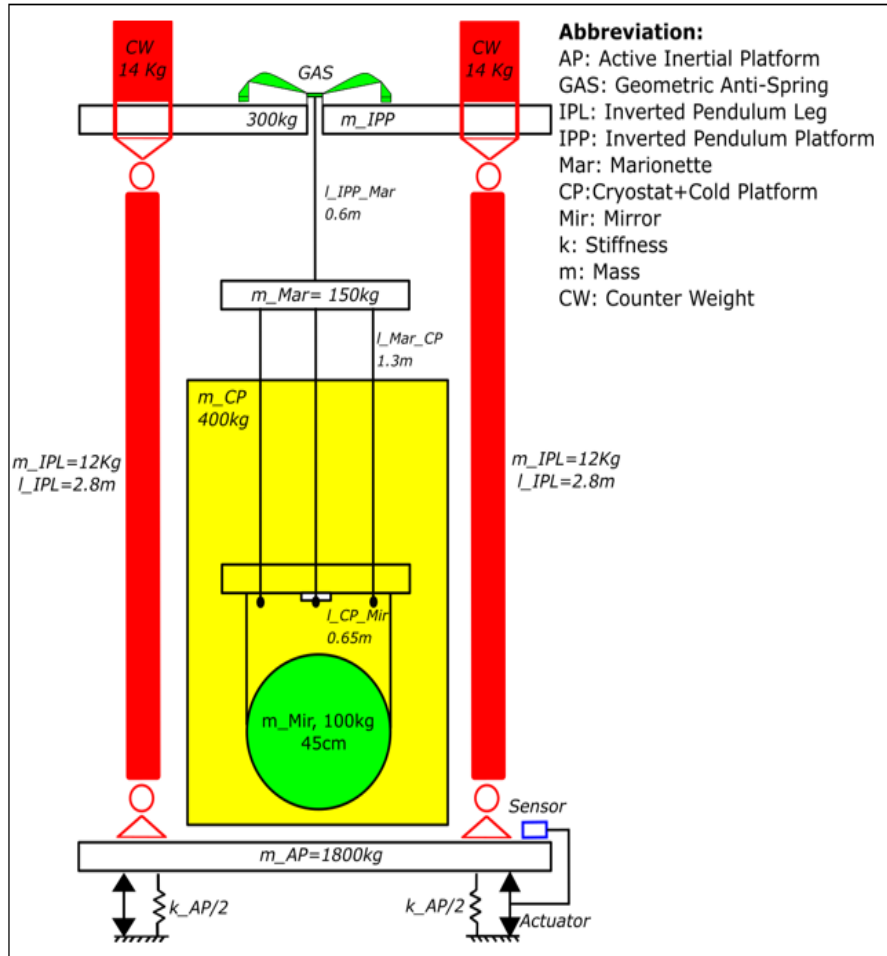 CW
14 Kg
GAS
CW
14 Kg
300kg
m_IPP
l_IPP_Mar
0.6m
m_Mar= 150kg
l_Mar_CP
1.3m
m_CP
400kg
m_IPL=12Kg
l_IPL=2.8m
m_IPL=12Kg
l_IPL=2.8m
l_CP_Mir
0.65m
m_Mir, 100kg
45cm
Sensor
m_AP=1800kg
k_AP/2
k_AP/2
Actuator
Abbreviation:
AP: Active Inertial Platform
GAS: Geometric Anti-Spring
IPL: Inverted Pendulum Leg
IPP: Inverted Pendulum Platform
Mar: Marionette
CP:Cryostat+Cold Platform
Mir: Mirror
k: Stiffness
m: Mass
CW: Counter Weight